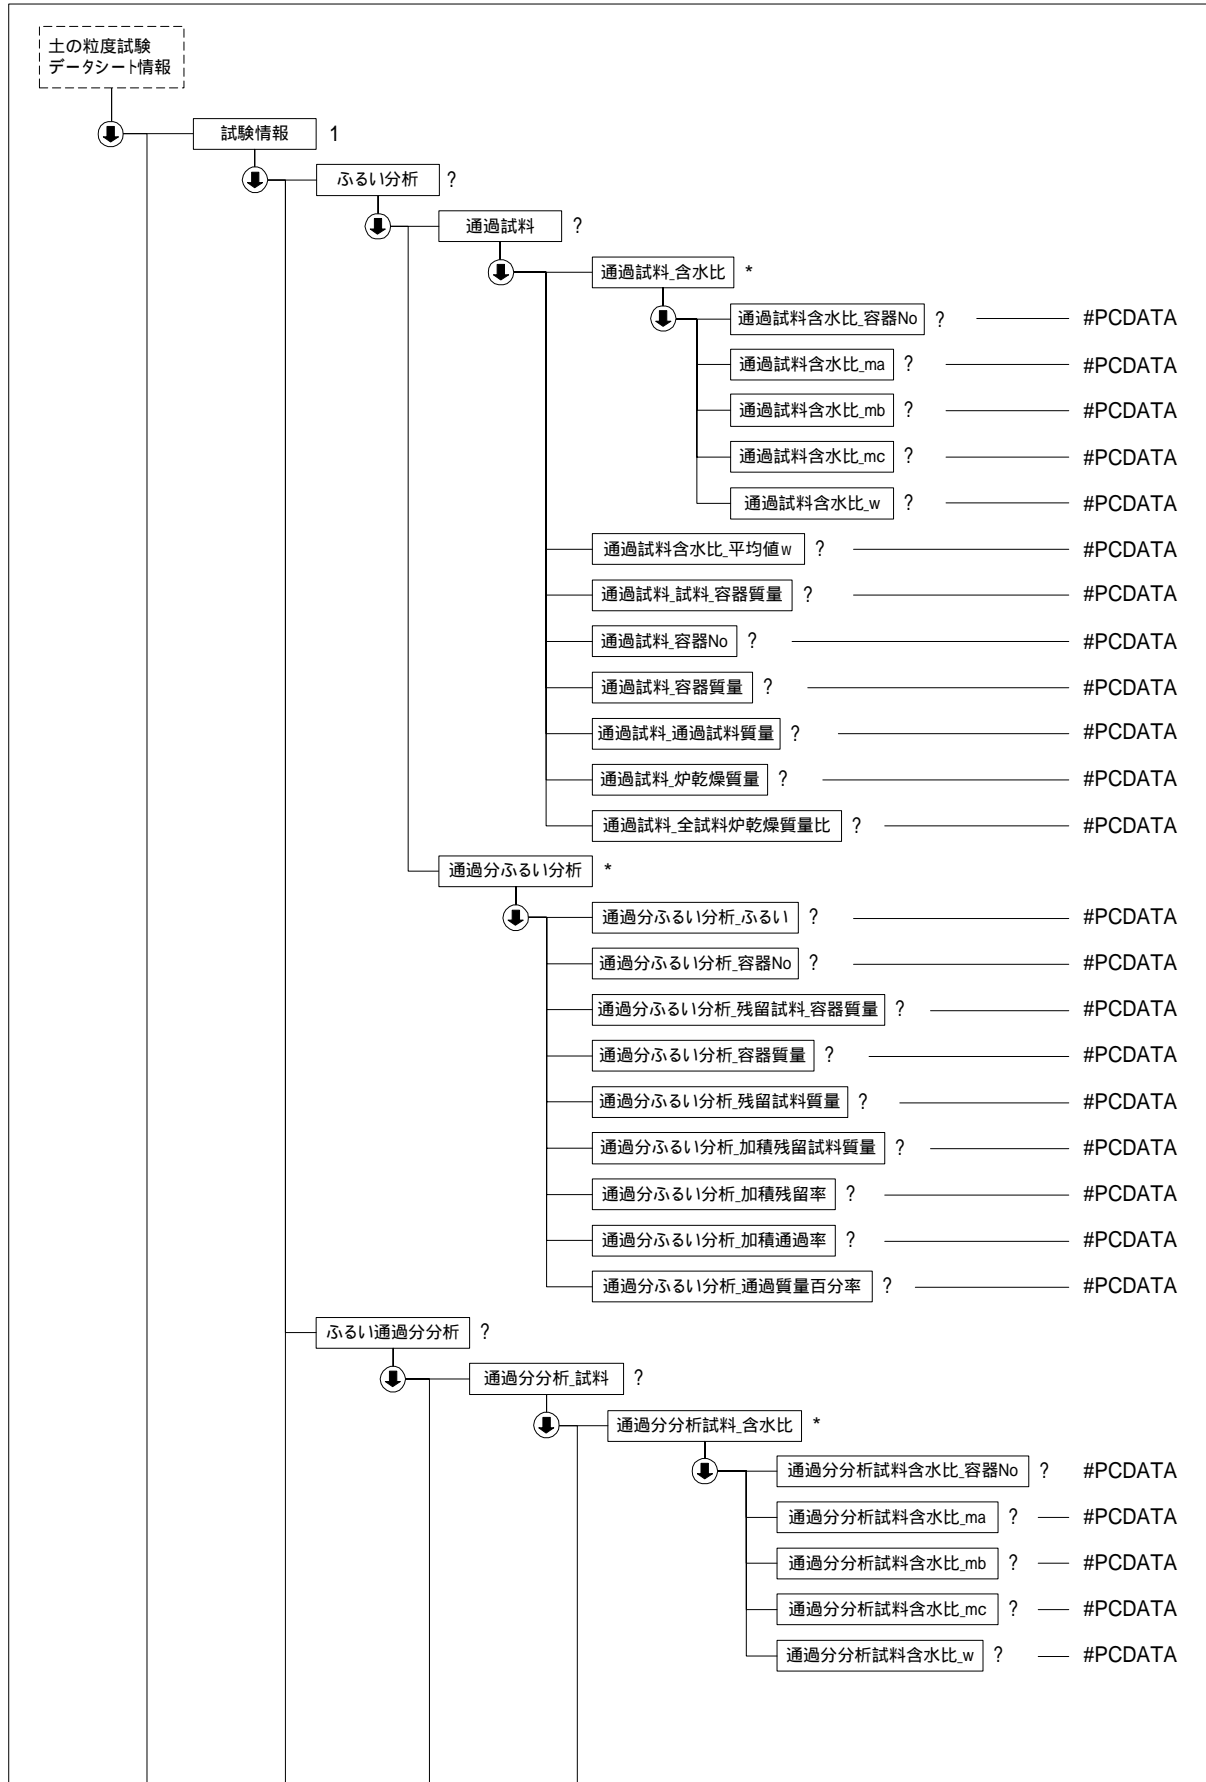 土の粒度試験
データシート情報
試験情報 1
ふるい分析 ?
通過試料 ?
通過試料_含水比 *
通過試料含水比_容器No ? #PCDATA
通過試料含水比_ma ? #PCDATA
通過試料含水比_mb ? #PCDATA
通過試料含水比_mc ? #PCDATA
通過試料含水比_w ? #PCDATA
通過試料含水比_平均値w ? #PCDATA
通過試料_試料_容器質量 ? #PCDATA
通過試料_容器No ? #PCDATA
通過試料_容器質量 ? #PCDATA
通過試料_通過試料質量 ? #PCDATA
通過試料_炉乾燥質量 ? #PCDATA
通過試料_全試料炉乾燥質量比 ? #PCDATA
通過分ふるい分析 *
通過分ふるい分析_ふるい ? #PCDATA
通過分ふるい分析_容器No ? #PCDATA
通過分ふるい分析_残留試料_容器質量 ? #PCDATA
通過分ふるい分析_容器質量 ? #PCDATA
通過分ふるい分析_残留試料質量 ? #PCDATA
通過分ふるい分析_加積残留試料質量 ? #PCDATA
通過分ふるい分析_加積残留率 ? #PCDATA
通過分ふるい分析_加積通過率 ? #PCDATA
通過分ふるい分析_通過質量百分率 ? #PCDATA
ふるい通過分分析 ?
通過分分析_試料 ?
通過分分析試料_含水比 *
通過分分析試料含水比_容器No ? #PCDATA
通過分分析試料含水比_ma ? #PCDATA
通過分分析試料含水比_mb ? #PCDATA
通過分分析試料含水比_mc ? #PCDATA
通過分分析試料含水比_w ? #PCDATA